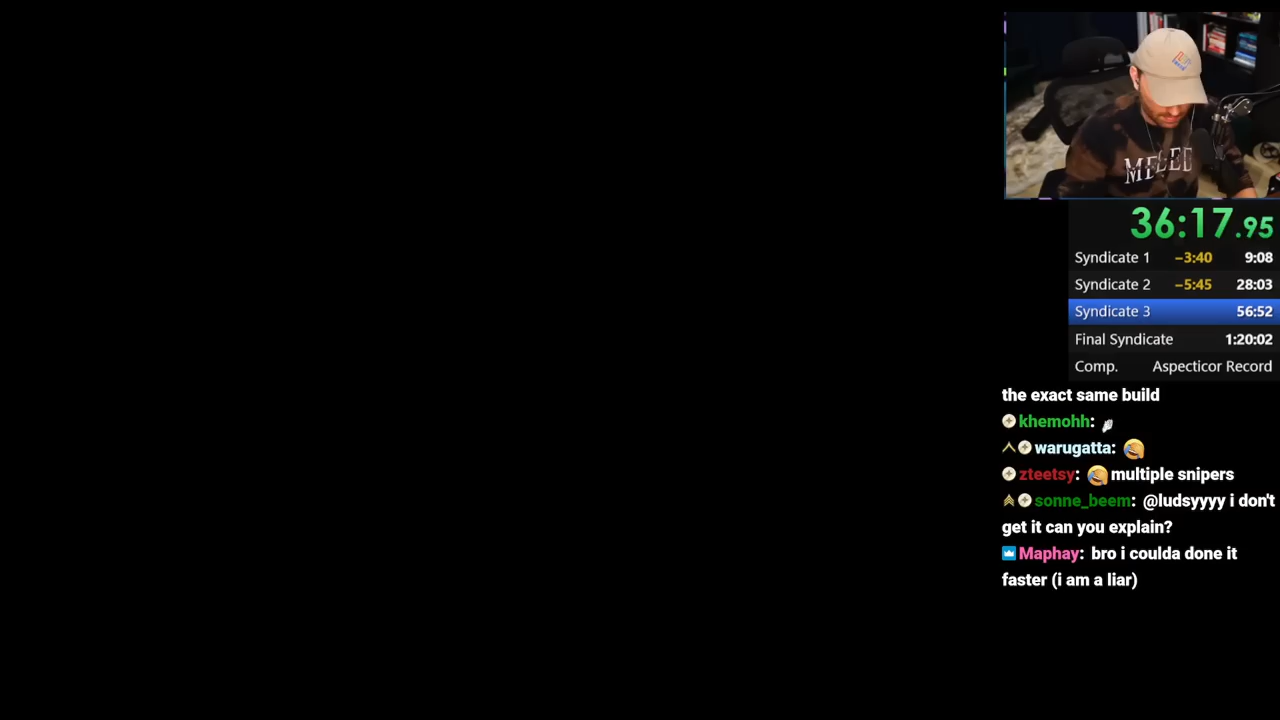 MELEE
36:17.95
Syndicate 1 -3:40 9:08
Syndicate 2 -5:45 28:03
Syndicate 3 56:52
Final Syndicate 1:20:02
Comp. Aspecticor Record
the exact same build
khemohh:
warugatta:
zteetsy: multiple snipers
sonne_beem: @ludsyyyy i don't
get it can you explain?
Maphay: bro i coulda done it
faster (i am a liar)